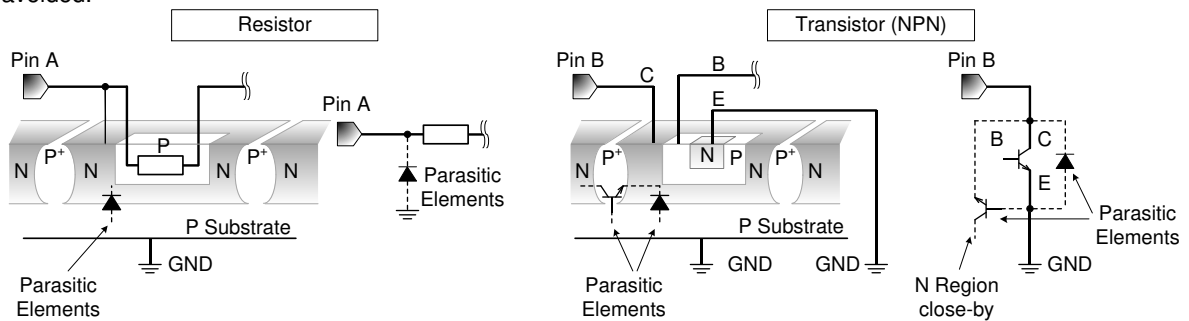 avoided.
Resistor
Transistor (NPN)
Pin A
Pin A
N
P+
N
P
N
P+
N
Parasitic
Elements
P Substrate
GND
Parasitic
Elements
Pin B
C
B
E
N
P+
N
N
P
N
P+
N
P Substrate
GND
GND
Parasitic
Elements
Pin B
B
C
E
Parasitic
Elements
GND
N Region
close-by